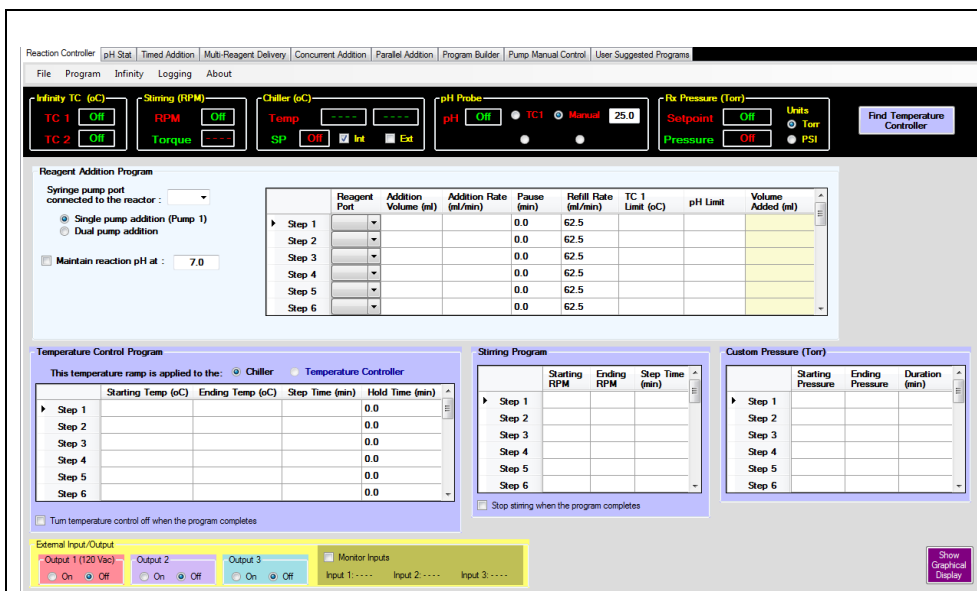 Reaction Controller pH Stat Timed Addition Multi-Reagent Delivery Concurrent Addition Parallel Addition Program Builder Pump Manual Control User Suggested Programs
File Program Infinity Logging About
Infinity TC (oC) Stirring (RPM) Chiller (oC) pH Probe Rx Pressure (Torr)
TC 1 Off RPM Off Temp ---- ---- pH Off TC1 Manual 25.0 Setpoint Off Units Torr
TC 2 Off Torque ---- SP Off Int Ext Pressure Off PSI
Find Temperature
Controller
Reagent Addition Program
Syringe pump port
connected to the reactor :
Single pump addition (Pump 1)
Dual pump addition
Maintain reaction pH at : 7.0
Reagent Port Addition Volume (ml) Addition Rate (ml/min) Pause (min) Refill Rate (ml/min) TC 1 Limit (oC) pH Limit Volume Added (ml)
Step 1 0.0 62.5
Step 2 0.0 62.5
Step 3 0.0 62.5
Step 4 0.0 62.5
Step 5 0.0 62.5
Step 6 0.0 62.5
Temperature Control Program
This temperature ramp is applied to the: Chiller Temperature Controller
Starting Temp (oC) Ending Temp (oC) Step Time (min) Hold Time (min)
Step 1 0.0
Step 2 0.0
Step 3 0.0
Step 4 0.0
Step 5 0.0
Step 6 0.0
Turn temperature control off when the program completes
Stirring Program
Starting RPM Ending RPM Step Time (min)
Step 1
Step 2
Step 3
Step 4
Step 5
Step 6
Stop stirring when the program completes
Custom Pressure (Torr)
Starting Pressure Ending Pressure Duration (min)
Step 1
Step 2
Step 3
Step 4
Step 5
Step 6
External Input/Output
Output 1 (120 Vac) Output 2 Output 3 Monitor Inputs
On Off On Off On Off Input 1: ---- Input 2: ---- Input 3: ----
Show
Graphical
Display